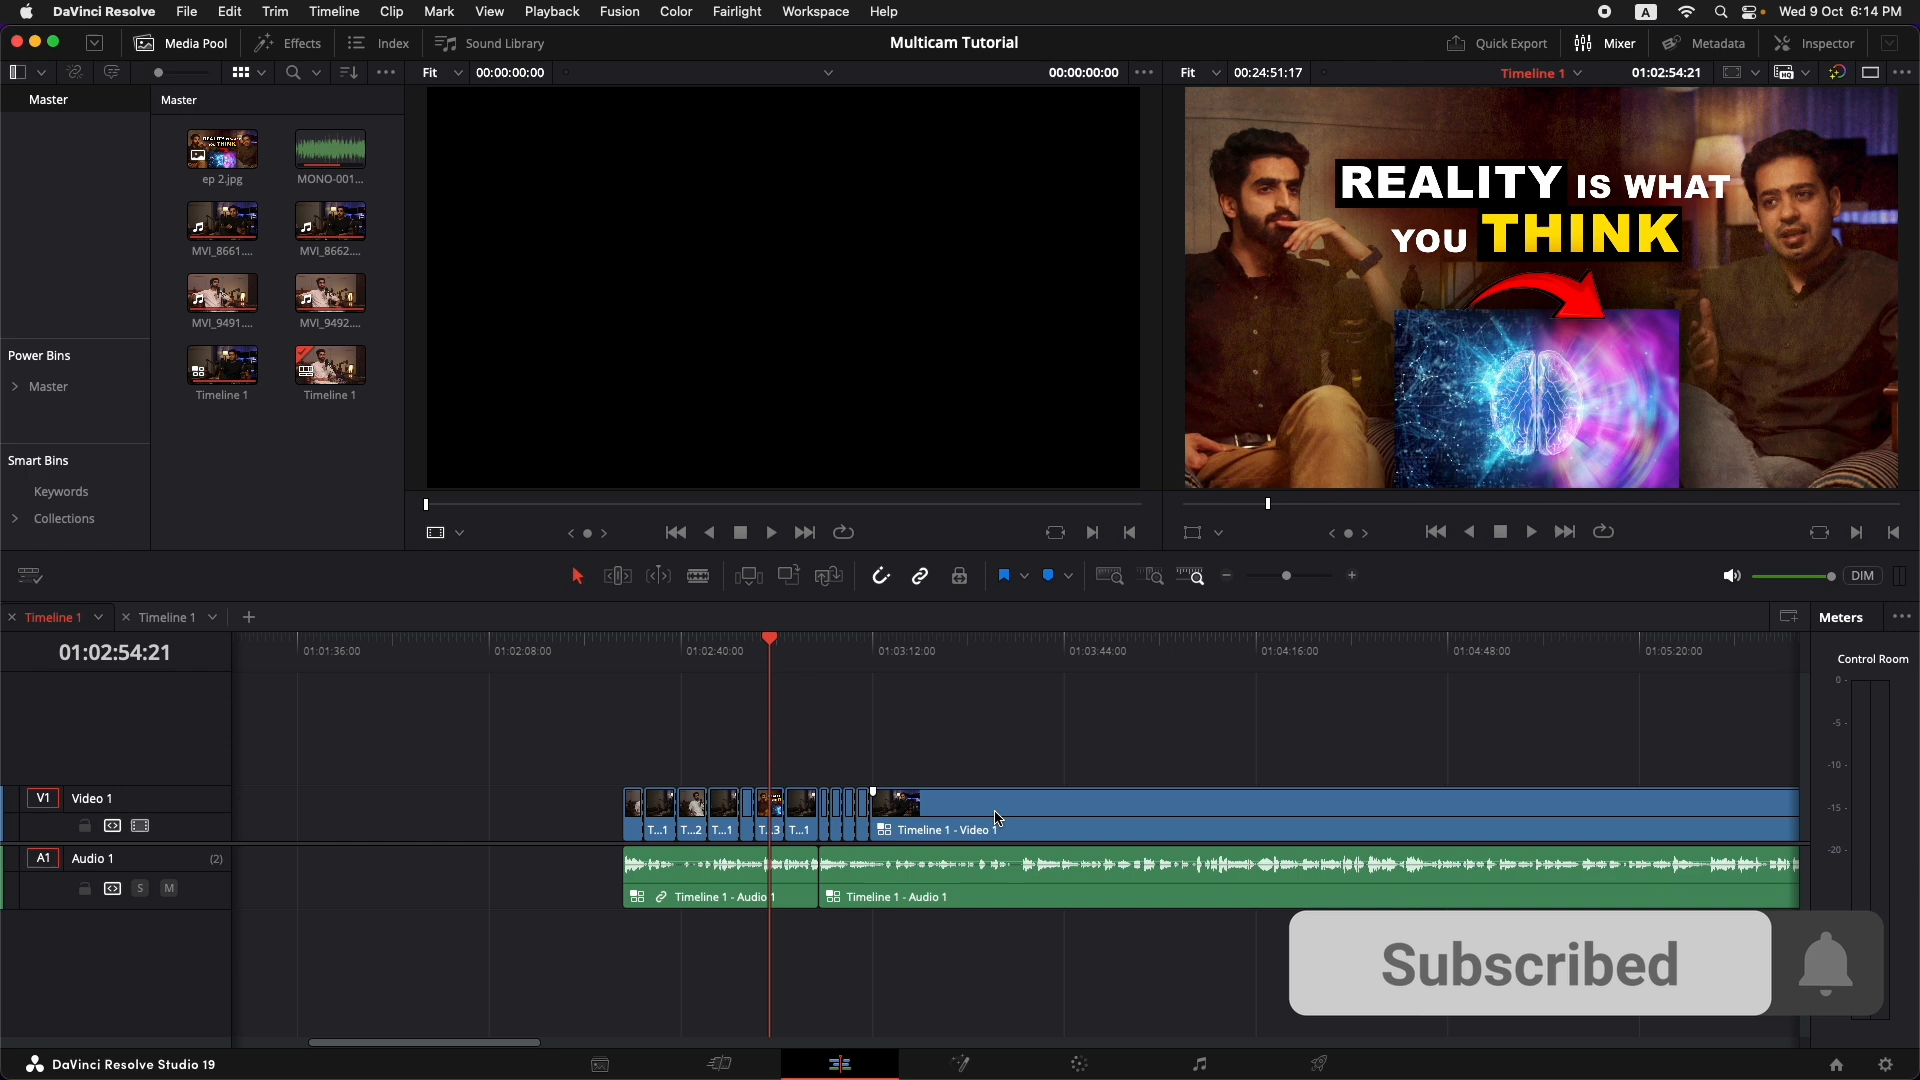 DaVinci Resolve File Edit Trim Timeline Clip Mark View Playback Fusion Color Fairlight Workspace Help A Wed 9 Oct 6:14 PM
Media Pool Effects Index Sound Library Multicam Tutorial Quick Export Mixer Metadata Inspector
Fit 00:00:00:00 00:00:00:00 Fit 00:24:51:17 Timeline 1 01:02:54:21
Master Master
ep 2.jpg MONO-001...
MVI_8661.... MVI_8662....
MVI_9491.... MVI_9492....
Timeline 1 Timeline 1
Power Bins
Master
Smart Bins
Keywords
Collections
REALITY IS WHAT
YOU THINK
DIM
Timeline 1 Timeline 1 Meters
01:02:54:21 01:01:36:00 01:02:08:00 01:02:40:00 01:03:12:00 01:03:44:00 01:04:16:00 01:04:48:00 01:05:20:00
Control Room
0
-5
-10
-15
-20
V1 Video 1
T...1 T...2 T...1 T...3 T...1 Timeline 1 - Video 1
A1 Audio 1 (2)
S M
Timeline 1 - Audio 1 Timeline 1 - Audio 1
Subscribed
DaVinci Resolve Studio 19